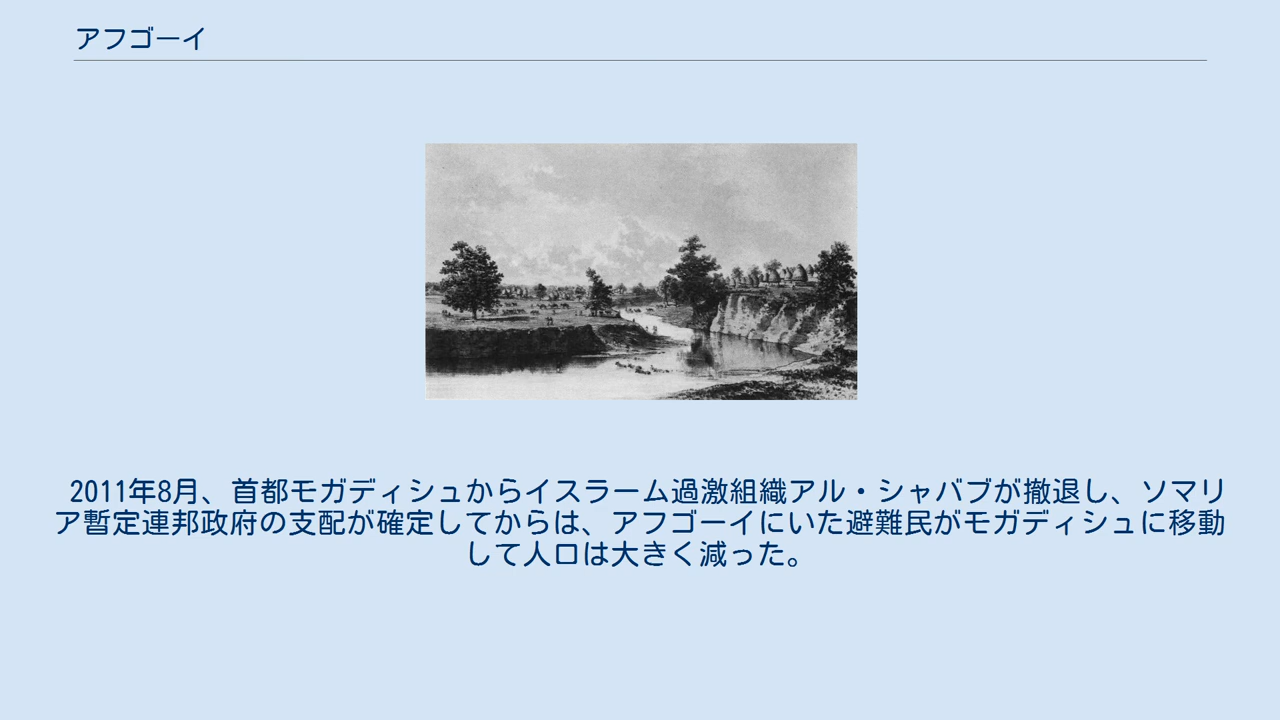 アフゴーイ
2011年8月、首都モガディシュからイスラーム過激組織アル・シャバブが撤退し、ソマリ
ア暫定連邦政府の支配が確定してからは、アフゴーイにいた避難民がモガディシュに移動
して人口は大きく減った。